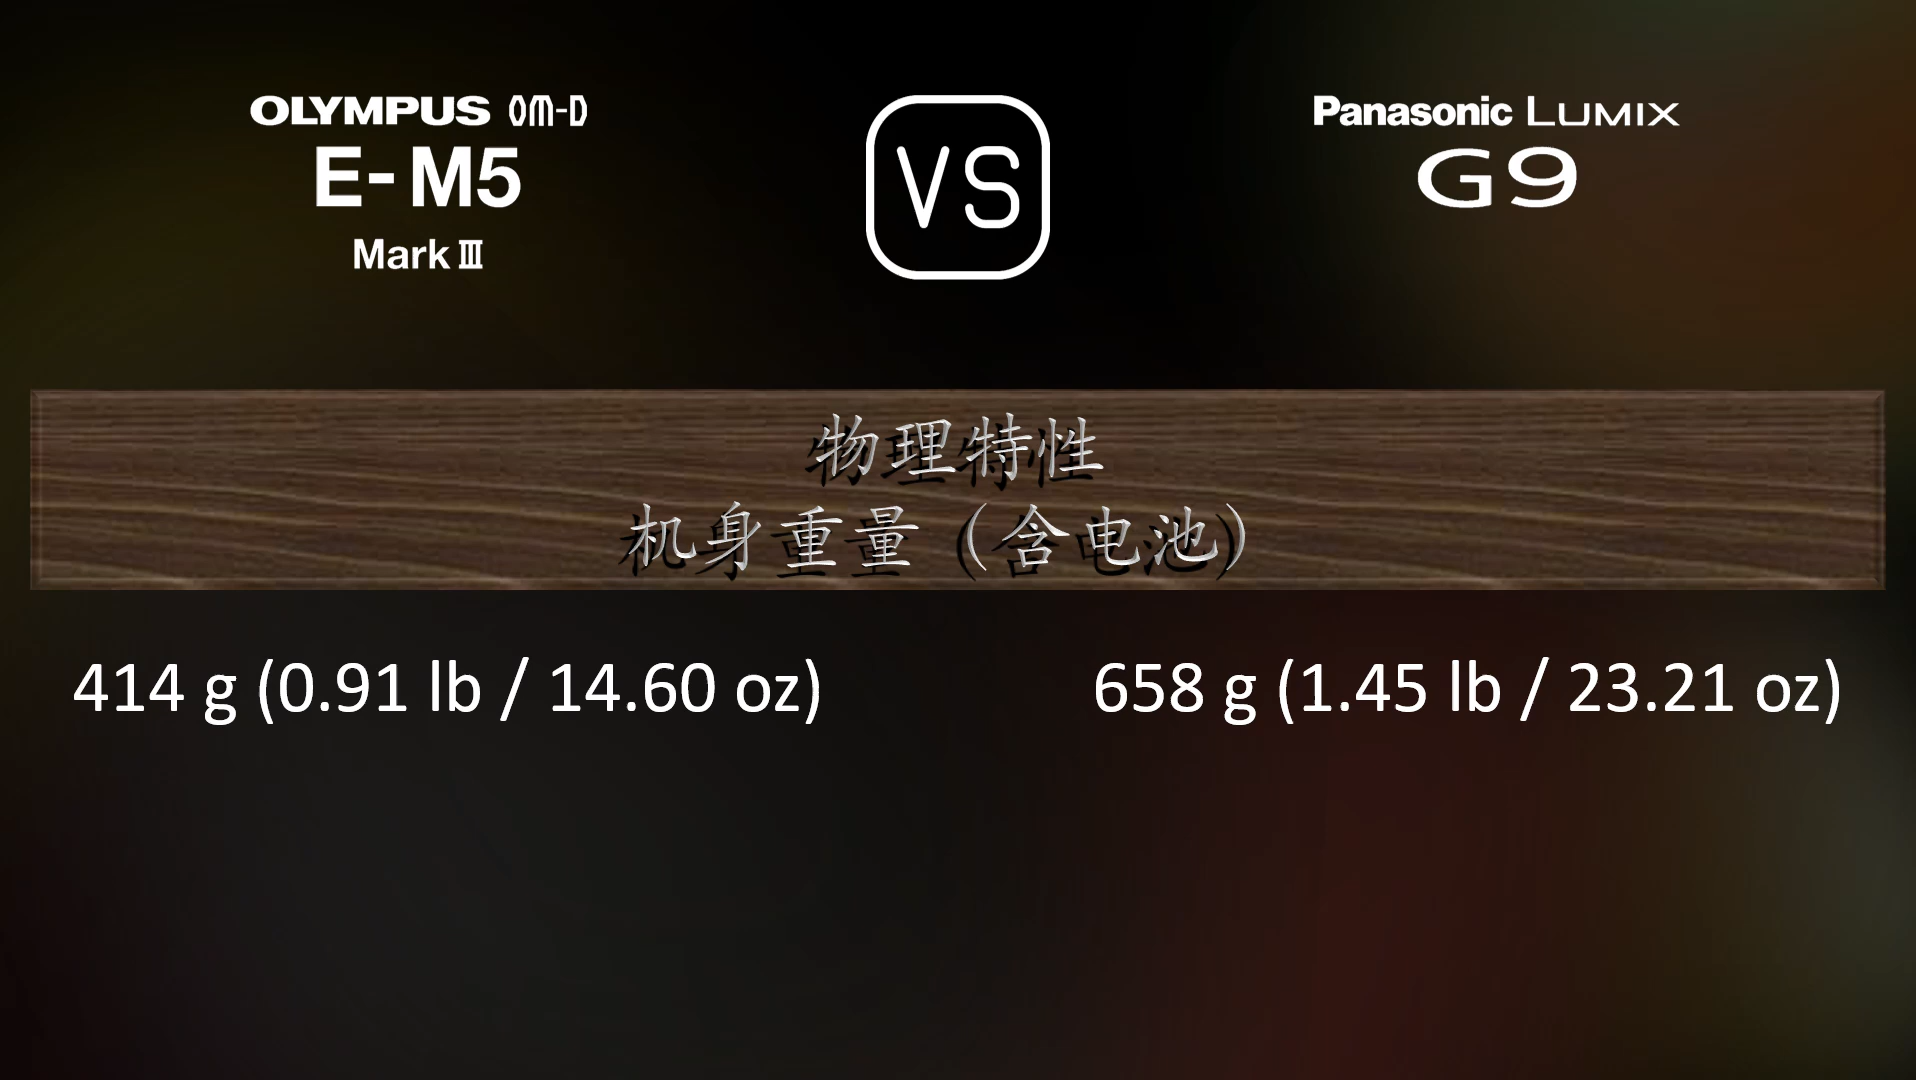 OLYMPUS OM-D
E-M5
Mark III
VS
Panasonic LUMIX
G9
物理特性
机身重量（含电池）
414 g (0.91 lb / 14.60 oz)
658 g (1.45 lb / 23.21 oz)